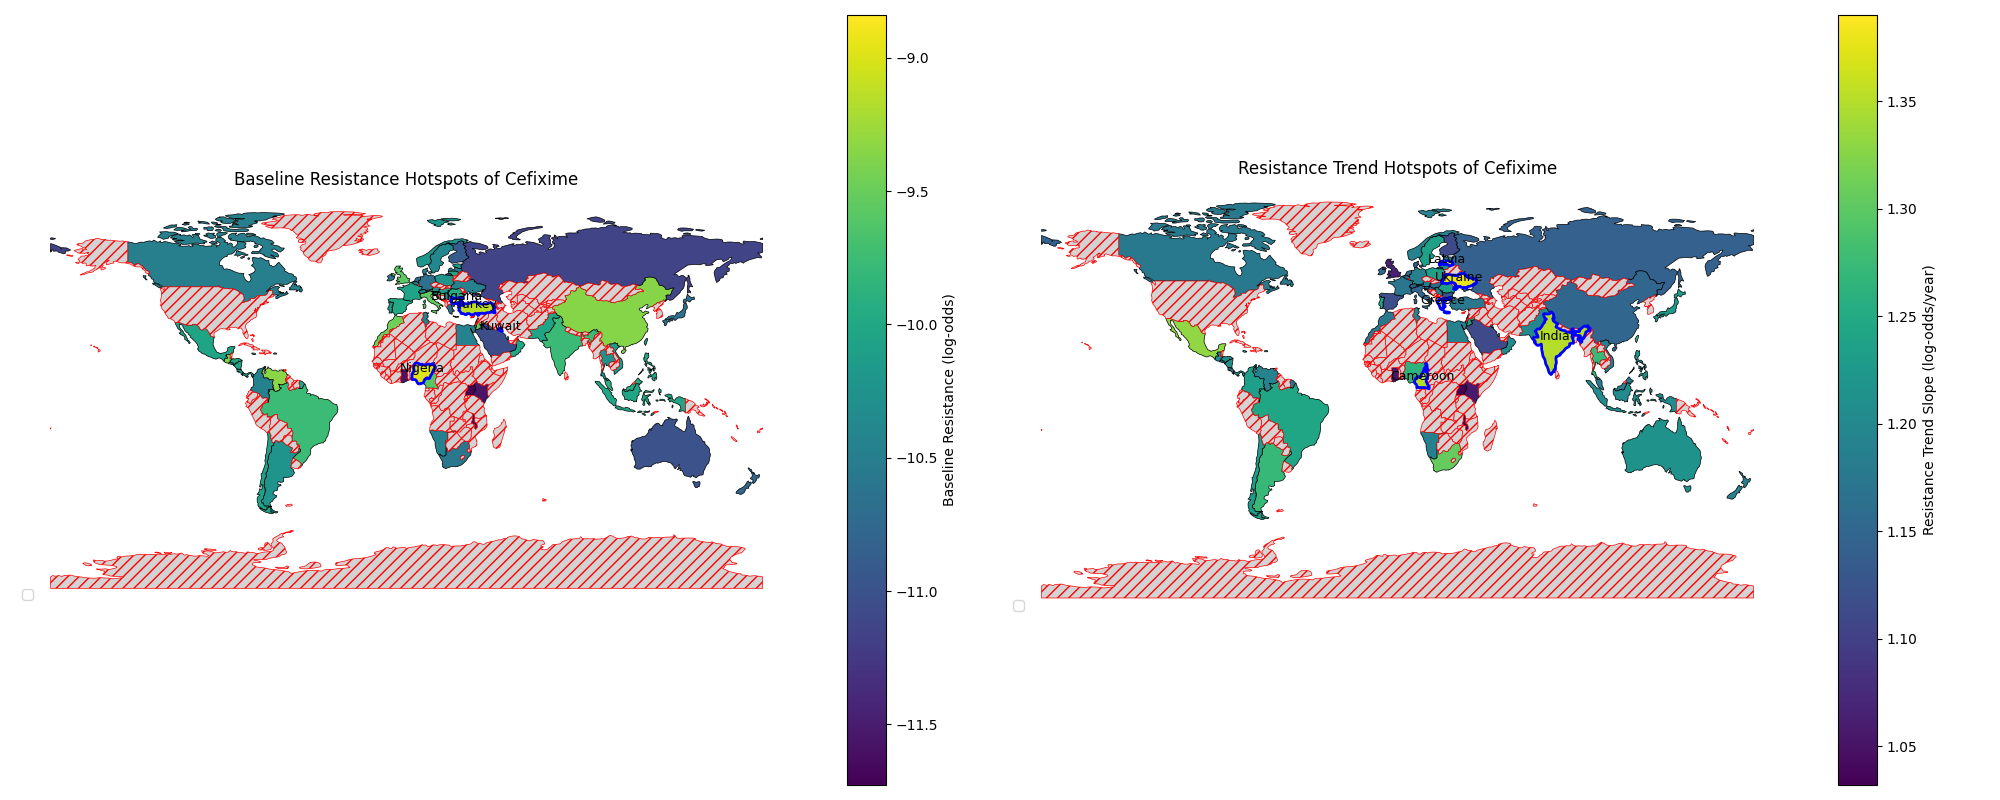 Baseline Resistance Hotspots of Cefixime
Bulgaria
Turkey
Kuwait
Nigeria
−9.0
−9.5
−10.0
−10.5
−11.0
−11.5
Baseline Resistance (log-odds)
Resistance Trend Hotspots of Cefixime
Latvia
Ukraine
Greece
India
Cameroon
1.35
1.30
1.25
1.20
1.15
1.10
1.05
Resistance Trend Slope (log-odds/year)